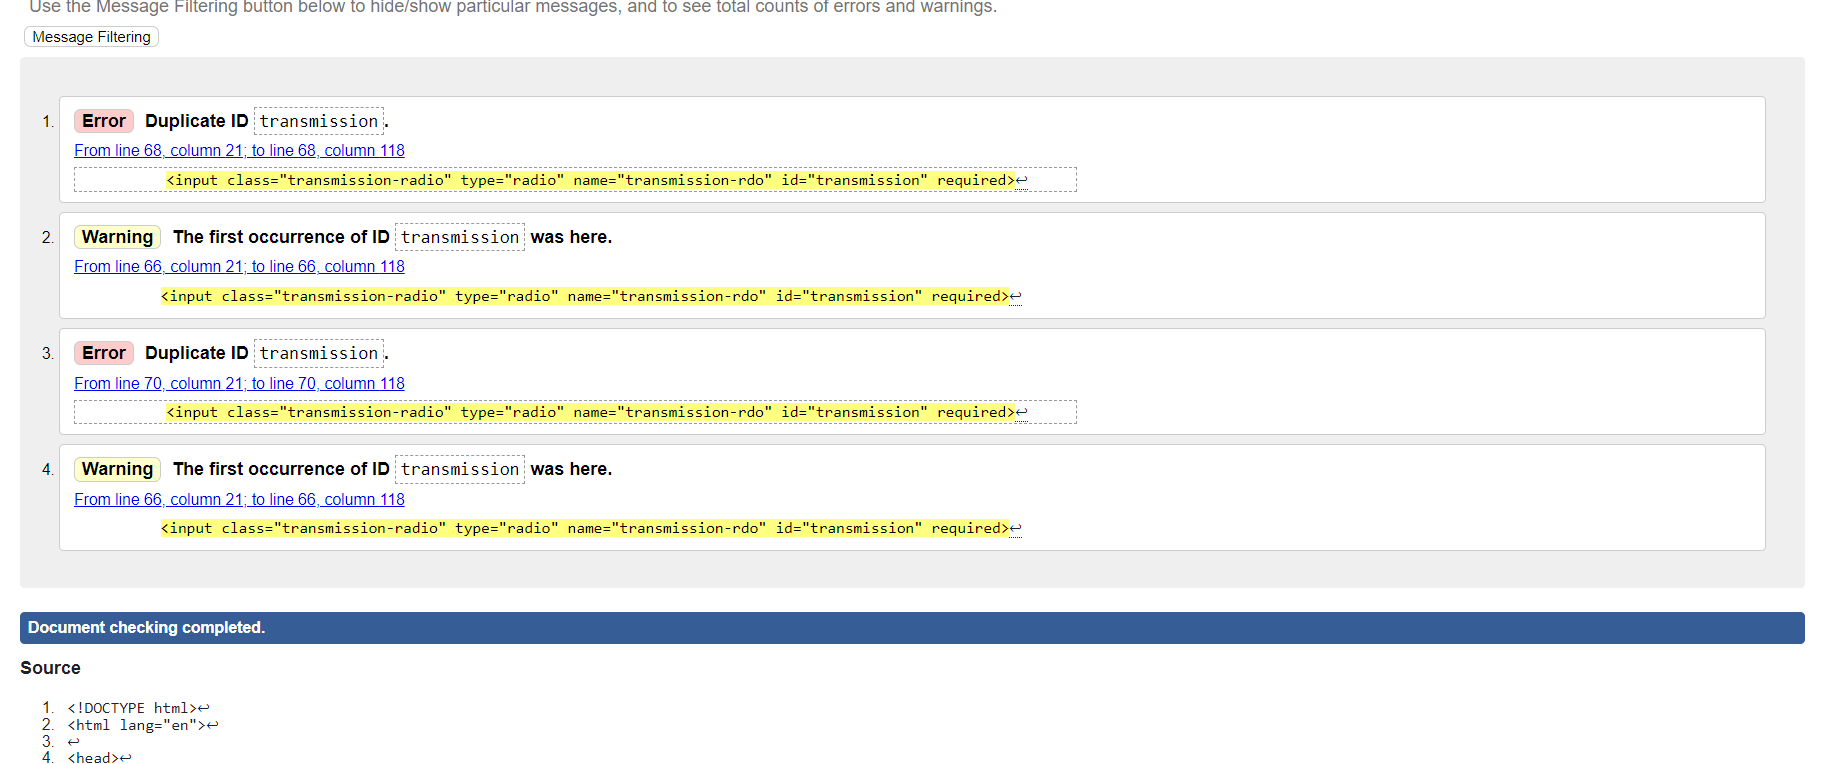 Use the Message Filtering button below to hide/show particular messages, and to see total counts of errors and warnings.
Message Filtering
1. Error Duplicate ID transmission.
From line 68, column 21; to line 68, column 118
<input class="transmission-radio" type="radio" name="transmission-rdo" id="transmission" required>↩
2. Warning The first occurrence of ID transmission was here.
From line 66, column 21; to line 66, column 118
<input class="transmission-radio" type="radio" name="transmission-rdo" id="transmission" required>↩
3. Error Duplicate ID transmission.
From line 70, column 21; to line 70, column 118
<input class="transmission-radio" type="radio" name="transmission-rdo" id="transmission" required>↩
4. Warning The first occurrence of ID transmission was here.
From line 66, column 21; to line 66, column 118
<input class="transmission-radio" type="radio" name="transmission-rdo" id="transmission" required>↩
Document checking completed.
Source
1. <!DOCTYPE html>↩
2. <html lang="en">↩
3. ↩
4. <head>↩